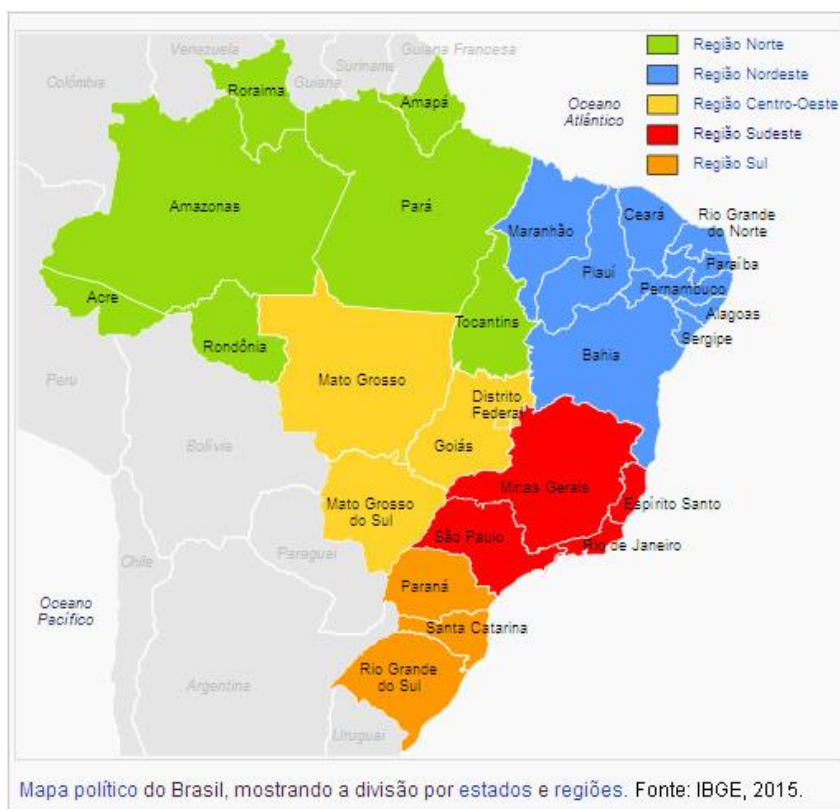 Venezuela
Guiana Francesa
Suriname
Guiana
Colômbia
Roraima
Amapá
Oceano
Atlântico
Região Norte
Região Nordeste
Região Centro-Oeste
Região Sudeste
Região Sul
Amazonas
Pará
Maranhão
Ceará
Rio Grande
do Norte
Piauí
Paraíba
Pernambuco
Alagoas
Sergipe
Acre
Rondônia
Tocantins
Bahia
Peru
Mato Grosso
Distrito
Federal
Goiás
Bolívia
Minas Gerais
Espírito Santo
Mato Grosso
do Sul
São Paulo
Rio de Janeiro
Paraguai
Chile
Paraná
Oceano
Pacífico
Santa Catarina
Rio Grande
do Sul
Argentina
Uruguai
Mapa político do Brasil, mostrando a divisão por estados e regiões. Fonte: IBGE, 2015.